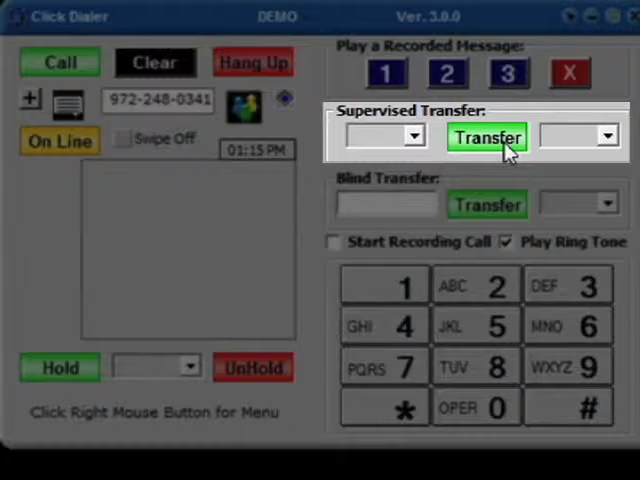 Click Dialer DEMO Ver. 3.0.0
Call Clear Hang Up
+ 972-248-0341
On Line Swipe Off 01:15 PM
Hold UnHold
Click Right Mouse Button for Menu
Play a Recorded Message:
1 2 3 X
Supervised Transfer:
Transfer
Blind Transfer:
Transfer
Start Recording Call Play Ring Tone
1 ABC 2 DEF 3
GHI 4 JKL 5 MNO 6
PQRS 7 TUV 8 WXYZ 9
* OPER 0 #